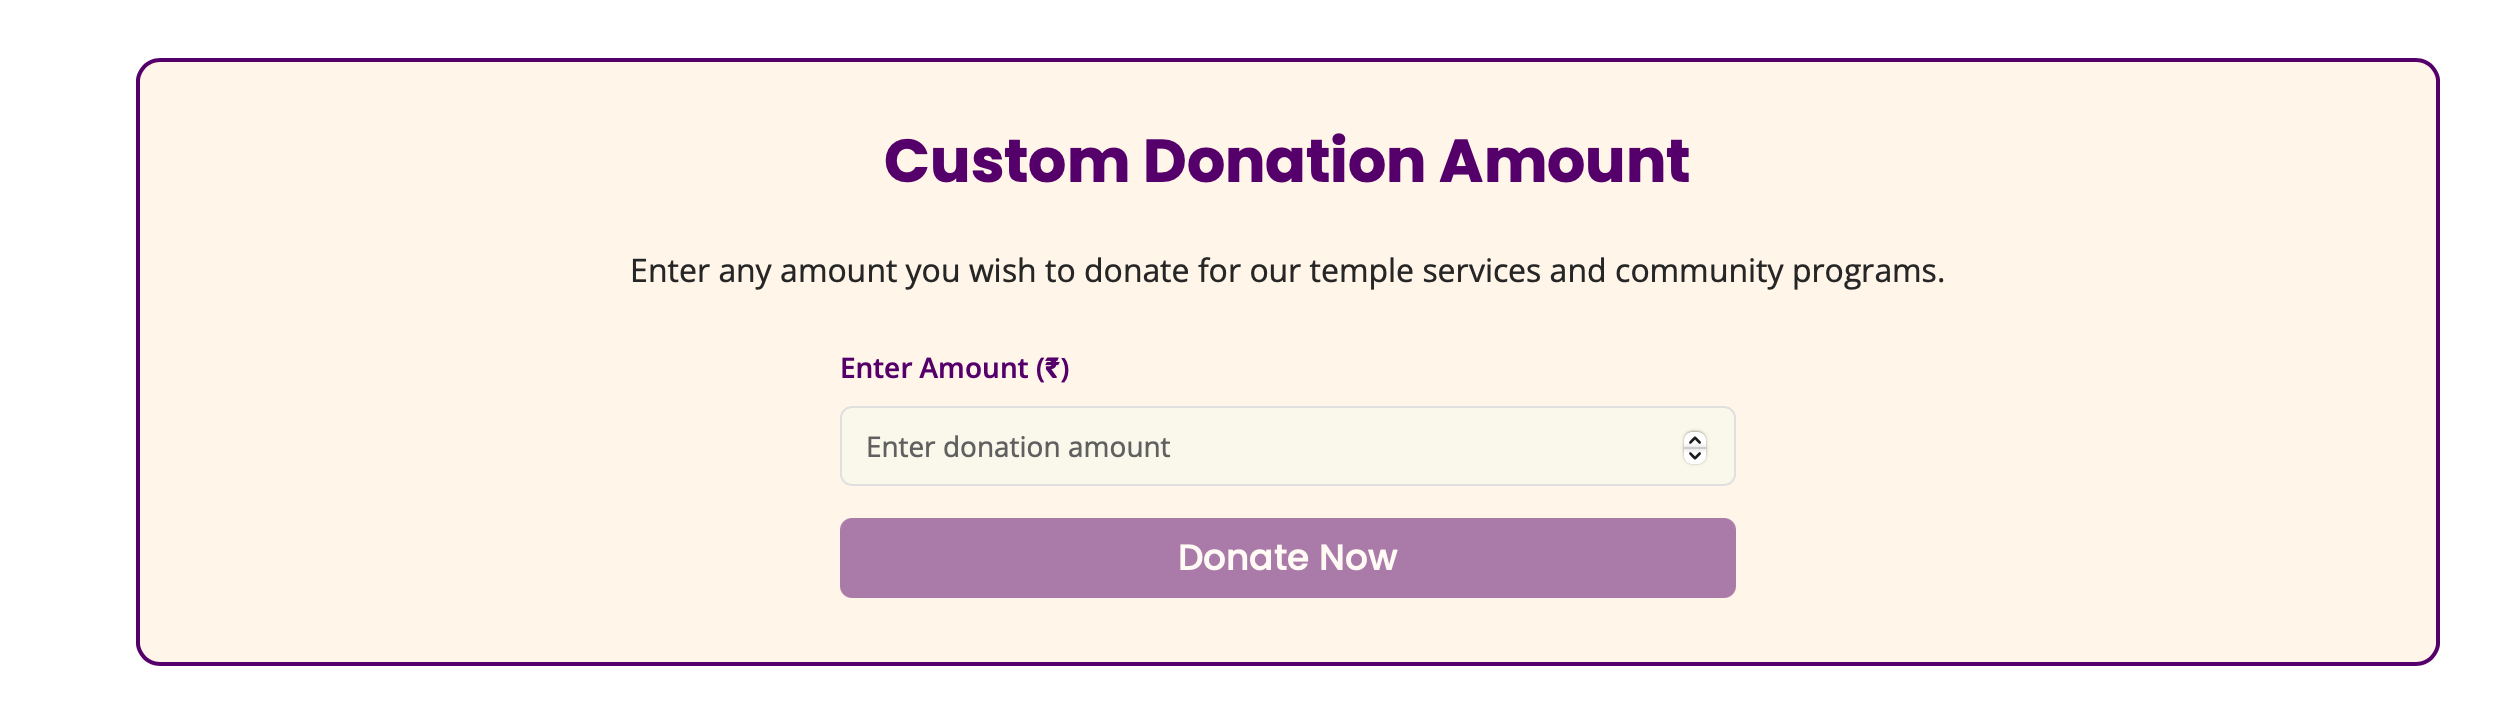 Custom Donation Amount
Enter any amount you wish to donate for our temple services and community programs.
Enter Amount (₹)
Enter donation amount
Donate Now